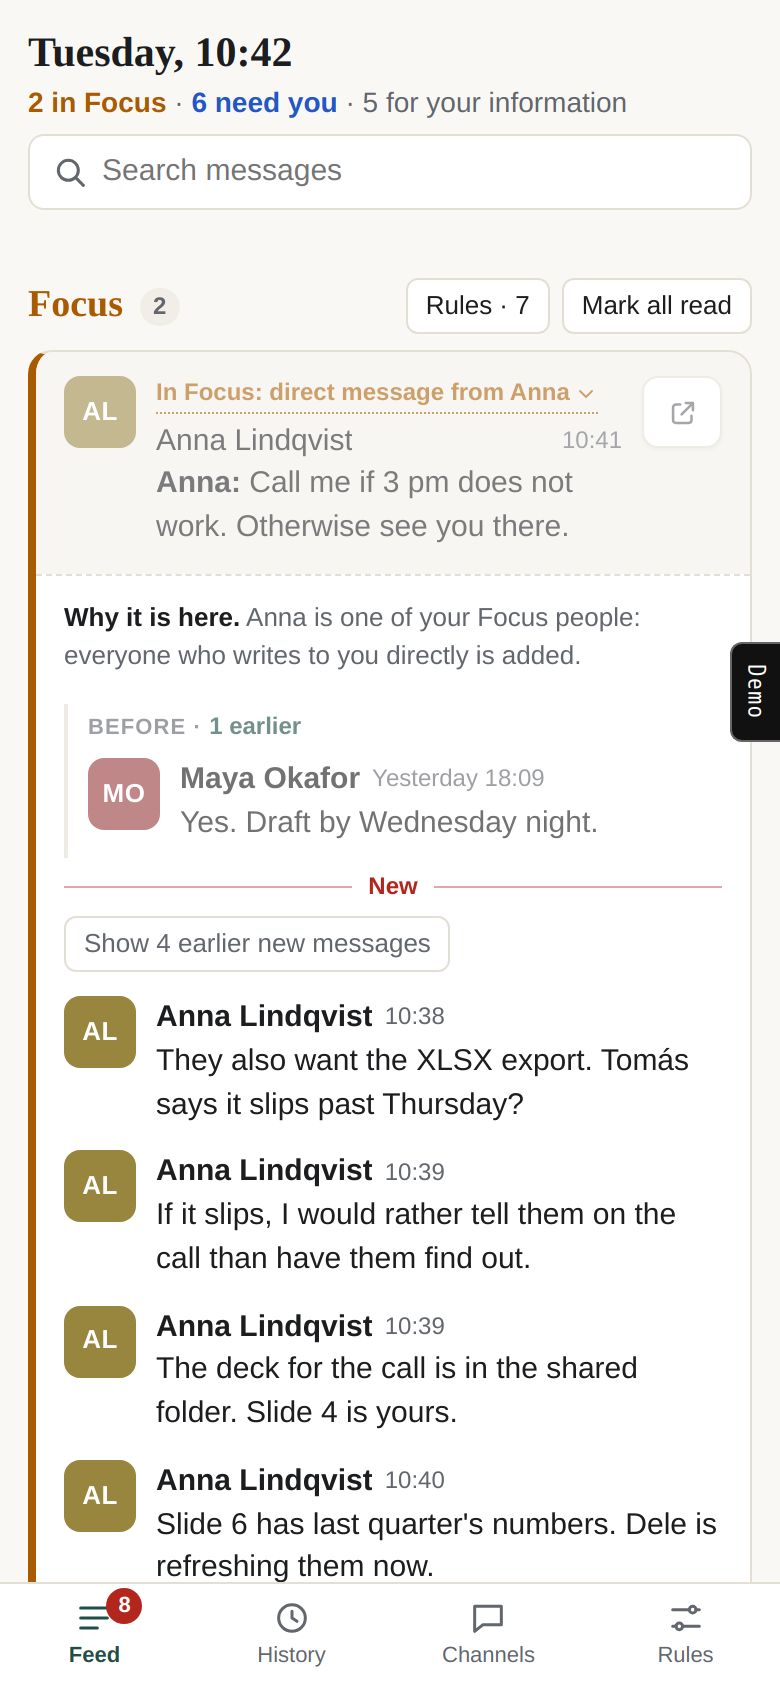 Tuesday, 10:42
2 in Focus · 6 need you · 5 for your information
Search messages
Focus 2
Rules · 7
Mark all read
AL
In Focus: direct message from Anna
Anna Lindqvist 10:41
Anna: Call me if 3 pm does not
work. Otherwise see you there.
Why it is here. Anna is one of your Focus people:
everyone who writes to you directly is added.
Demo
BEFORE · 1 earlier
MO
Maya Okafor Yesterday 18:09
Yes. Draft by Wednesday night.
New
Show 4 earlier new messages
AL
Anna Lindqvist 10:38
They also want the XLSX export. Tomás
says it slips past Thursday?
AL
Anna Lindqvist 10:39
If it slips, I would rather tell them on the
call than have them find out.
AL
Anna Lindqvist 10:39
The deck for the call is in the shared
folder. Slide 4 is yours.
AL
Anna Lindqvist 10:40
Slide 6 has last quarter's numbers. Dele is
refreshing them now.
8
Feed
History
Channels
Rules